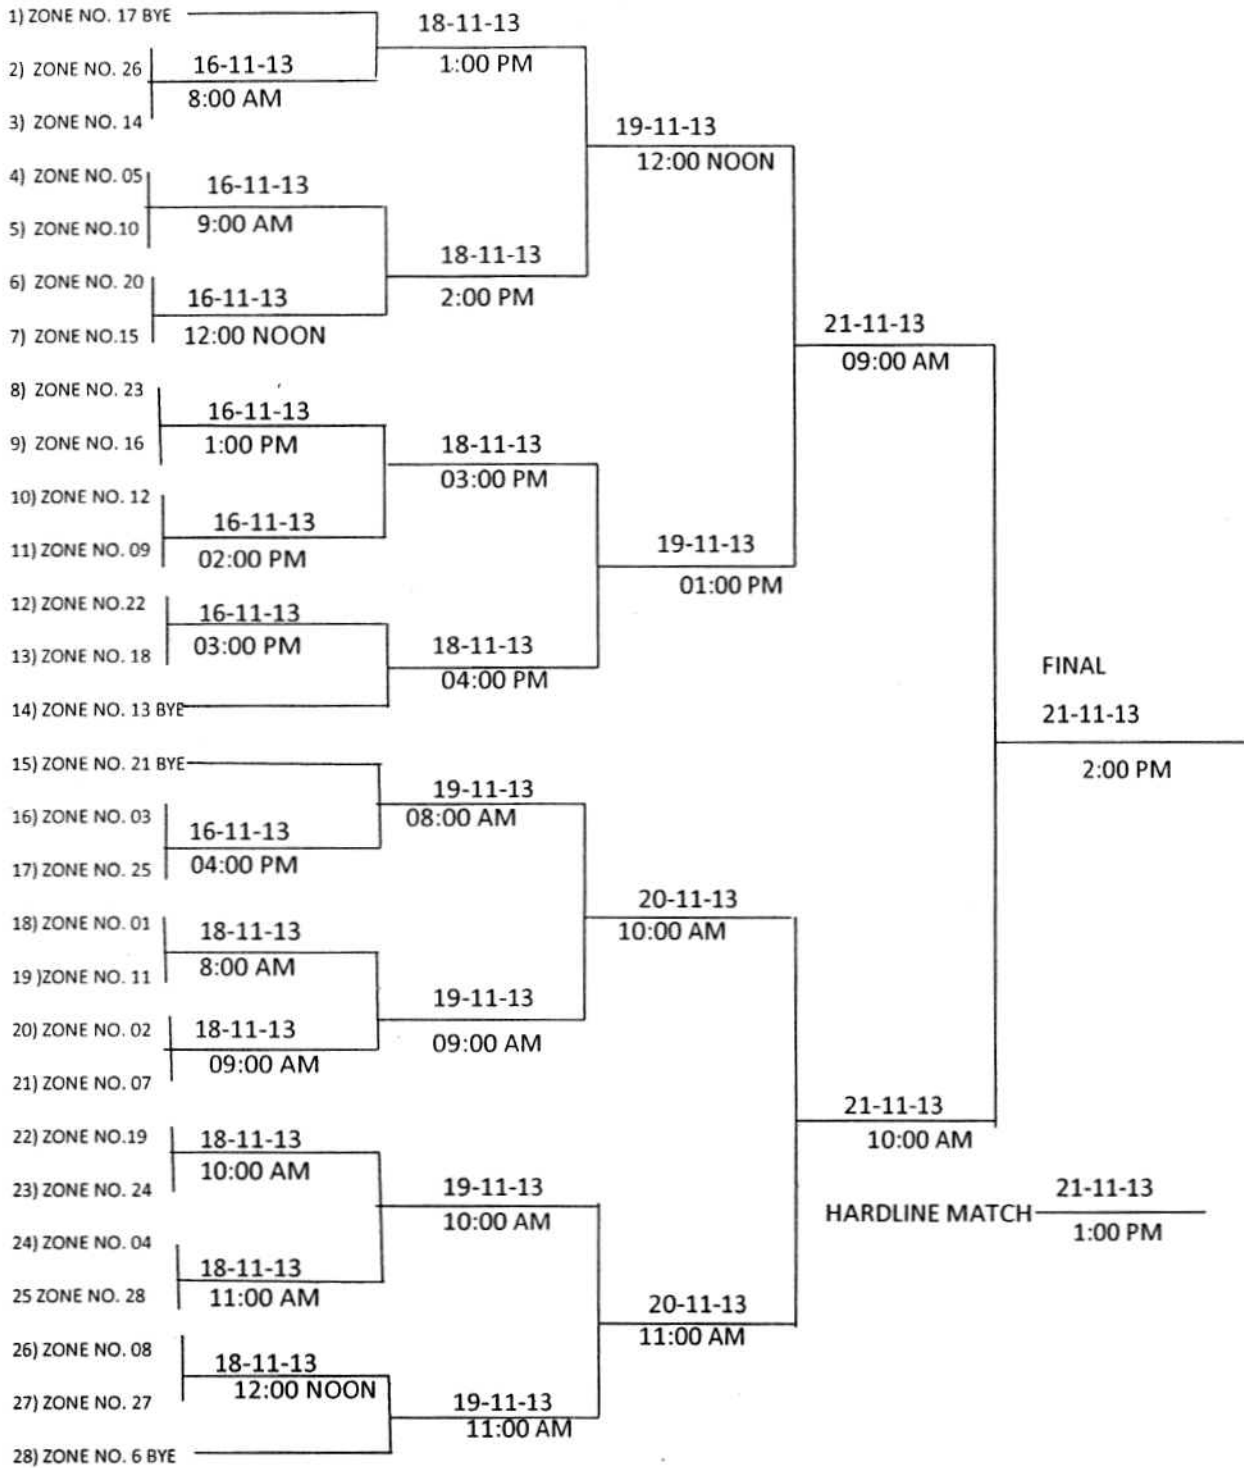 1) ZONE NO. 17 BYE
18-11-13
1:00 PM
2) ZONE NO. 26
16-11-13
8:00 AM
3) ZONE NO. 14
19-11-13
12:00 NOON
4) ZONE NO. 05
16-11-13
9:00 AM
5) ZONE NO.10
18-11-13
2:00 PM
6) ZONE NO. 20
16-11-13
12:00 NOON
7) ZONE NO.15
21-11-13
09:00 AM
8) ZONE NO. 23
16-11-13
1:00 PM
9) ZONE NO. 16
18-11-13
03:00 PM
10) ZONE NO. 12
16-11-13
02:00 PM
11) ZONE NO. 09
19-11-13
01:00 PM
12) ZONE NO.22
16-11-13
03:00 PM
13) ZONE NO. 18
18-11-13
04:00 PM
14) ZONE NO. 13 BYE
FINAL
21-11-13
2:00 PM
15) ZONE NO. 21 BYE
19-11-13
08:00 AM
16) ZONE NO. 03
16-11-13
04:00 PM
17) ZONE NO. 25
20-11-13
10:00 AM
18) ZONE NO. 01
18-11-13
8:00 AM
19 )ZONE NO. 11
19-11-13
09:00 AM
20) ZONE NO. 02
18-11-13
09:00 AM
21) ZONE NO. 07
21-11-13
10:00 AM
22) ZONE NO.19
18-11-13
10:00 AM
23) ZONE NO. 24
19-11-13
10:00 AM
HARDLINE MATCH
21-11-13
1:00 PM
24) ZONE NO. 04
18-11-13
11:00 AM
25 ZONE NO. 28
20-11-13
11:00 AM
26) ZONE NO. 08
18-11-13
12:00 NOON
27) ZONE NO. 27
19-11-13
11:00 AM
28) ZONE NO. 6 BYE